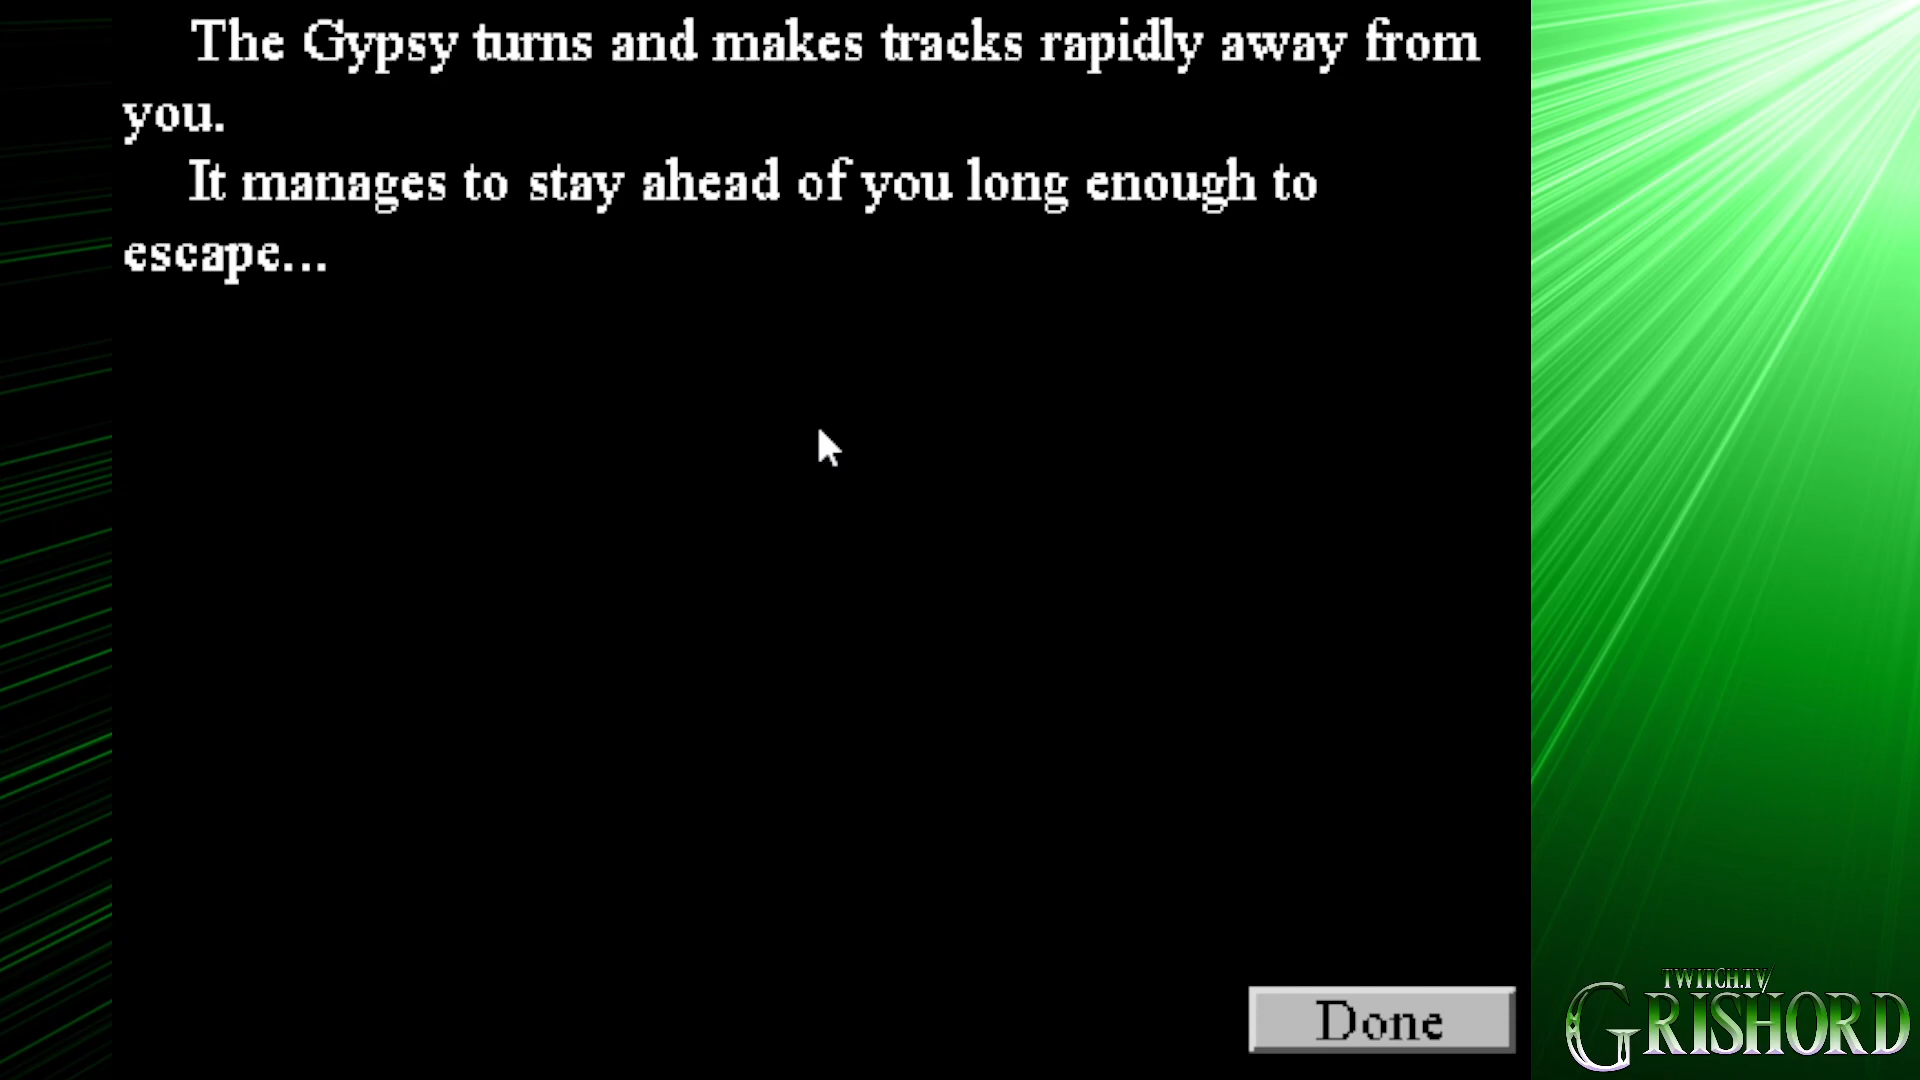 The Gypsy turns and makes tracks rapidly away from
you.
It manages to stay ahead of you long enough to
escape...
Done
TWITCH.TV/
GRISHORD